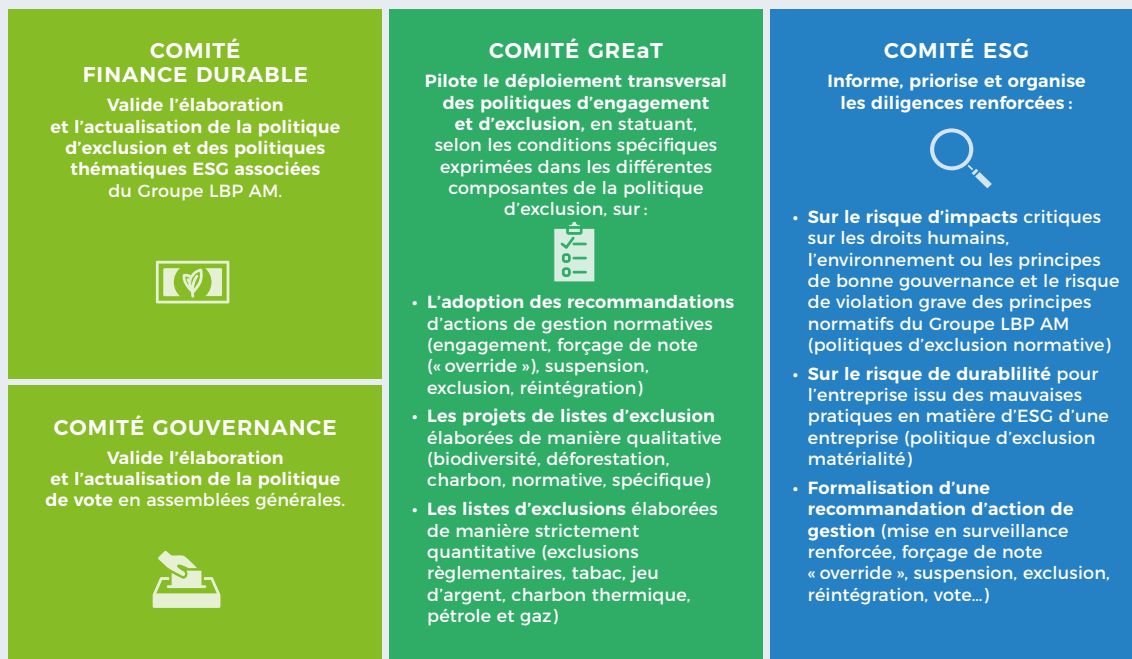 COMITÉ
FINANCE DURABLE
Valide l'élaboration
et l'actualisation de la politique
d'exclusion et des politiques
thématiques ESG associées
du Groupe LBP AM.
COMITÉ GOUVERNANCE
Valide l'élaboration
et l'actualisation de la politique
de vote en assemblées générales.
COMITÉ GREaT
Pilote le déploiement transversal
des politiques d'engagement
et d'exclusion, en statuant,
selon les conditions spécifiques
exprimées dans les différentes
composantes de la politique
d'exclusion, sur :
• L'adoption des recommandations
d'actions de gestion normatives
(engagement, forçage de note
(« override »), suspension,
exclusion, réintégration)
• Les projets de listes d'exclusion
élaborées de manière qualitative
(biodiversité, déforestation,
charbon, normative, spécifique)
• Les listes d'exclusions élaborées
de manière strictement
quantitative (exclusions
règlementaires, tabac, jeu
d'argent, charbon thermique,
pétrole et gaz)
COMITÉ ESG
Informe, priorise et organise
les diligences renforcées :
• Sur le risque d'impacts critiques
sur les droits humains,
l'environnement ou les principes
de bonne gouvernance et le risque
de violation grave des principes
normatifs du Groupe LBP AM
(politiques d'exclusion normative)
• Sur le risque de durablilité pour
l'entreprise issu des mauvaises
pratiques en matière d'ESG d'une
entreprise (politique d'exclusion
matérialité)
• Formalisation d'une
recommandation d'action de
gestion (mise en surveillance
renforcée, forçage de note
« override », suspension, exclusion,
réintégration, vote...)